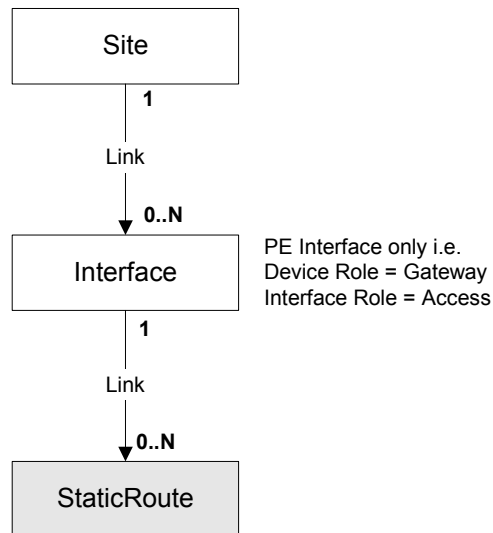 Site
1
Link
0..N
Interface
PE Interface only i.e.
Device Role = Gateway
Interface Role = Access
1
Link
0..N
StaticRoute